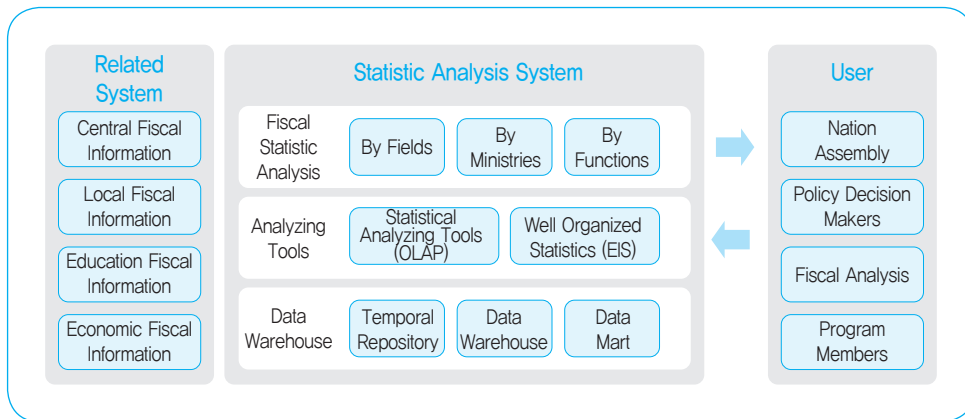 Related
System
Central Fiscal
Information
Local Fiscal
Information
Education Fiscal
Information
Economic Fiscal
Information
Statistic Analysis System
Fiscal
Statistic
Analysis
By Fields
By
Ministries
By
Functions
Analyzing
Tools
Statistical
Analyzing Tools
(OLAP)
Well Organized
Statistics (EIS)
Data
Warehouse
Temporal
Repository
Data
Warehouse
Data
Mart
User
Nation
Assembly
Policy Decision
Makers
Fiscal Analysis
Program
Members